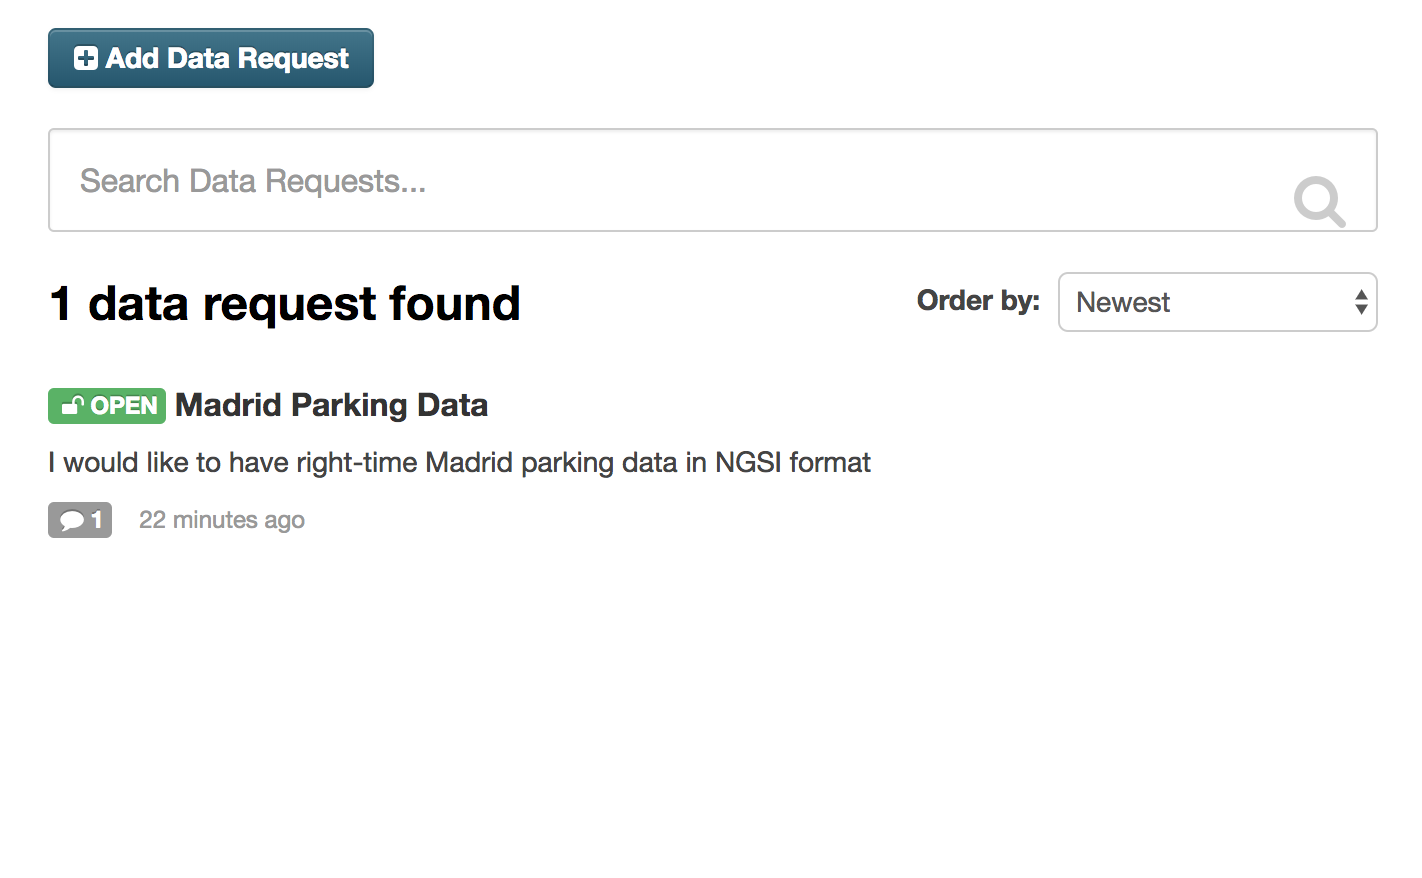 Add Data Request
Search Data Requests...
1 data request found
Order by:
Newest
OPEN Madrid Parking Data
I would like to have right-time Madrid parking data in NGSI format
1 22 minutes ago